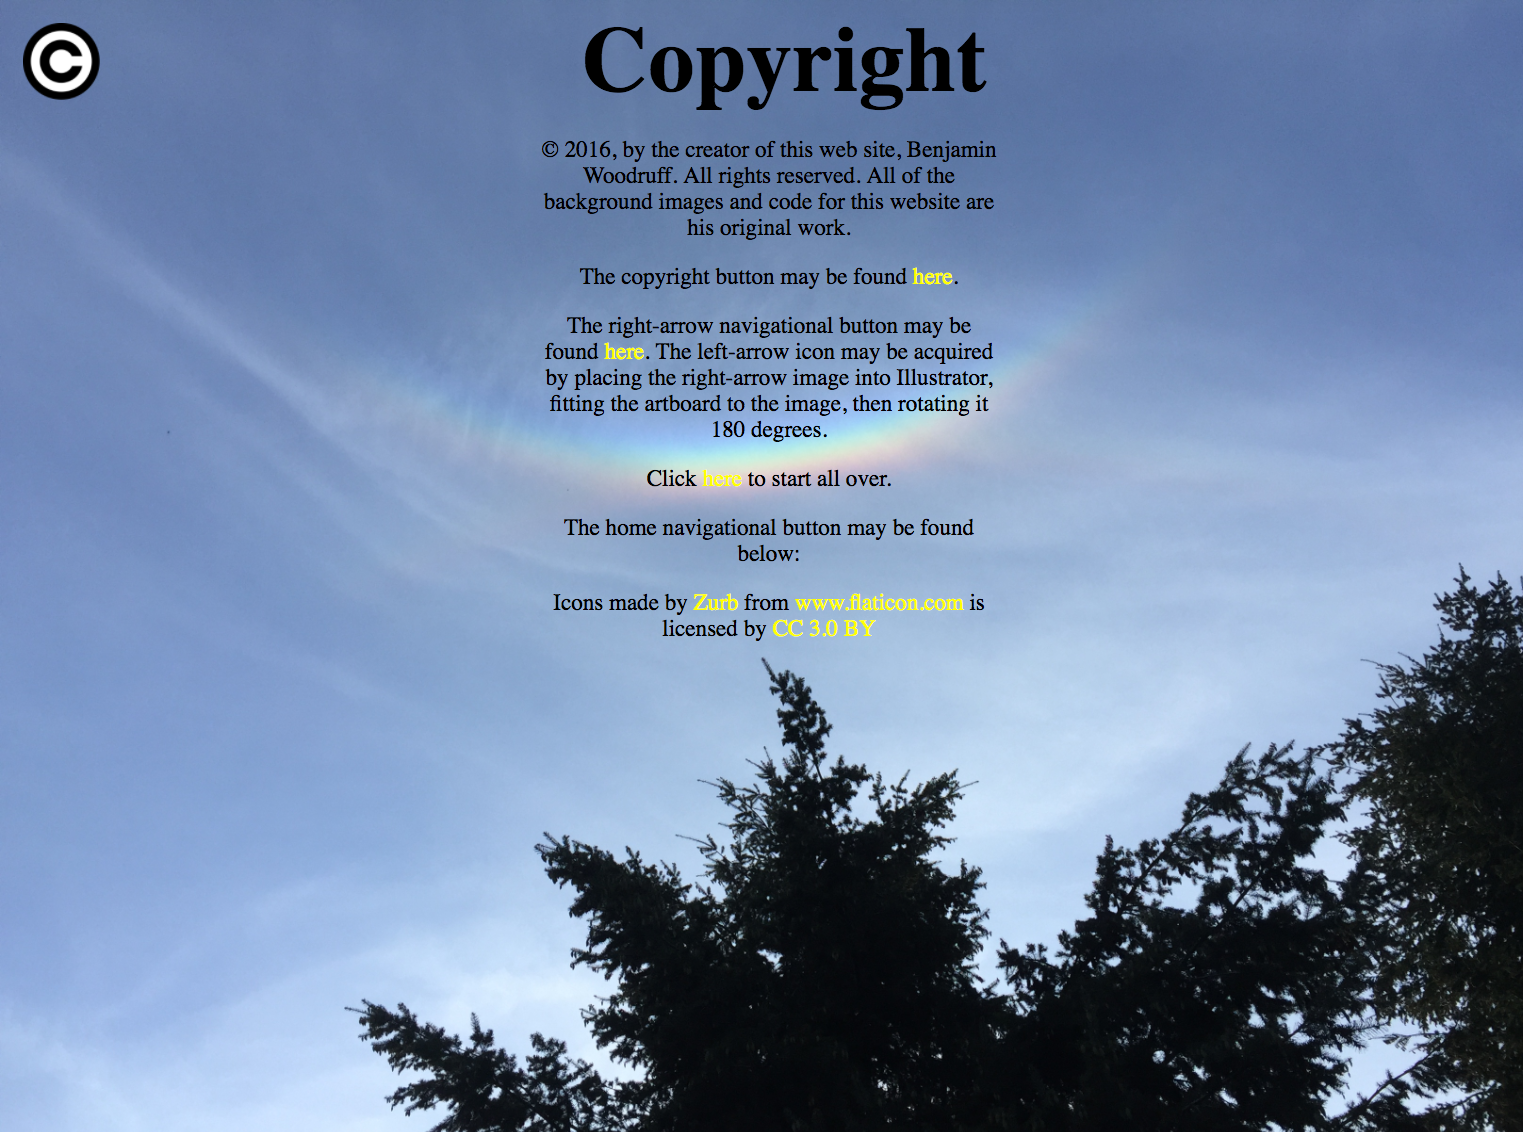 ©
Copyright
© 2016, by the creator of this web site, Benjamin
Woodruff. All rights reserved. All of the
background images and code for this website are
his original work.
The copyright button may be found here.
The right-arrow navigational button may be
found here. The left-arrow icon may be acquired
by placing the right-arrow image into Illustrator,
fitting the artboard to the image, then rotating it
180 degrees.
Click here to start all over.
The home navigational button may be found
below:
Icons made by Zurb from www.flaticon.com is
licensed by CC 3.0 BY